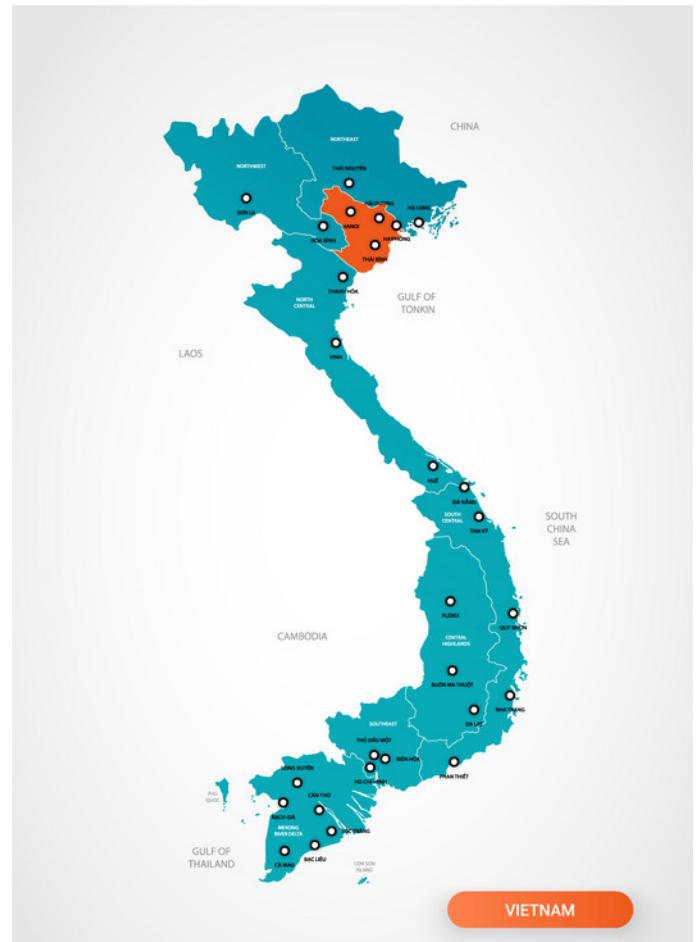 CHINA
NORTHEAST
NORTHWEST
THÁI NGUYÊN
SƠN LA
HẢI DƯƠNG
HẠ LONG
HANOI
HÒA BÌNH
HAIPHONG
THÁI BÌNH
THANH HÓA
NORTH
CENTRAL
GULF OF
TONKIN
LAOS
VINH
HUẾ
ĐÀ NẴNG
SOUTH
CENTRAL
TAM KỲ
SOUTH
CHINA
SEA
PLEIKU
QUY NHƠN
CAMBODIA
CENTRAL
HIGHLANDS
BUÔN MA THUỘT
NHA TRANG
DA LAT
SOUTHEAST
THỦ DẦU MỘT
BIÊN HÒA
HO CHI MINH
PHAN THIẾT
LONG XUYÊN
PHÚ
QUỐC
CẦN THƠ
RẠCH GIÁ
MEKONG
RIVER DELTA
SÓC TRĂNG
GULF OF
THAILAND
BẠC LIÊU
CÀ MAU
CON SON
ISLAND
VIETNAM